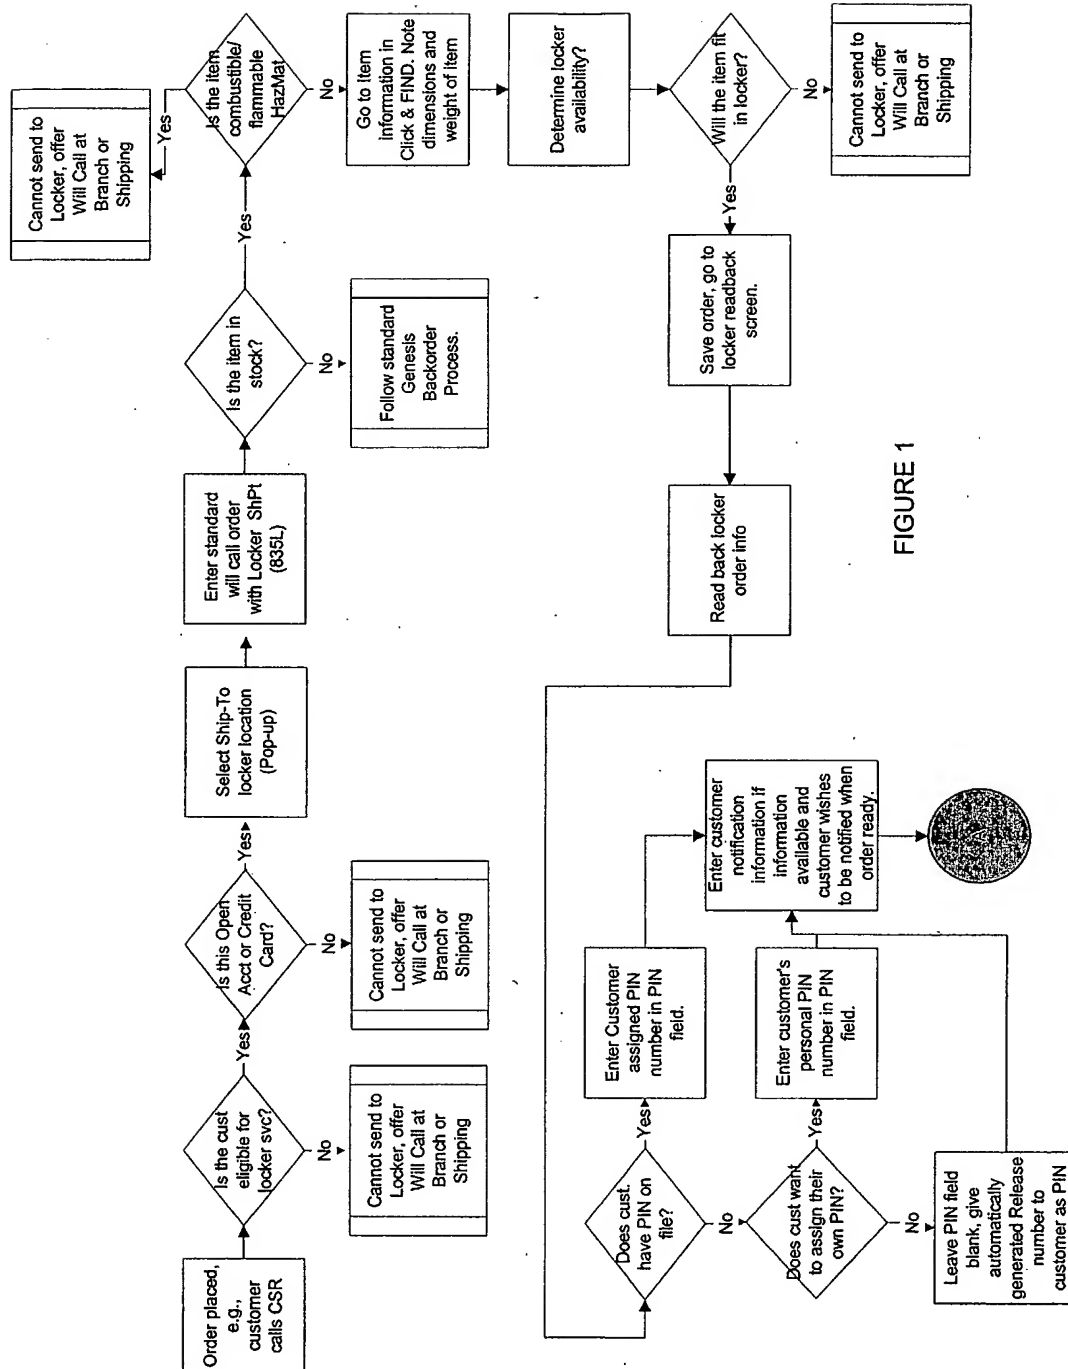 Order placed,
e.g.,
customer
calls CSR
Is the cust
eligible for
locker svc?
No
Cannot send to
Locker, offer
Will Call at
Branch or
Shipping
Yes
Is this Open
Acct or Credit
Card?
No
Cannot send to
Locker, offer
Will Call at
Branch or
Shipping
Yes
Select Ship-To
locker location
(Pop-up)
Enter standard
will call order
with Locker ShPt
(835L)
Is the item in
stock?
No
Follow standard
Genesis
Backorder
Process.
Yes
Is the item
combustible/
flammable
HazMat
Yes
Cannot send to
Locker, offer
Will Call at
Branch or
Shipping
No
Go to item
information in
Click & FIND. Note
dimensions and
weight of item
Determine locker
availability?
Will the item fit
in locker?
No
Cannot send to
Locker, offer
Will Call at
Branch or
Shipping
Yes
Save order, go to
locker readback
screen.
Read back locker
order info
Does cust.
have PIN on
file?
Yes
Enter Customer
assigned PIN
number in PIN
field.
No
Does cust want
to assign their
own PIN?
Yes
Enter customer's
personal PIN
number in PIN
field.
No
Leave PIN field
blank, give
automatically
generated Release
number to
customer as PIN
Enter customer
notification
information if
information
available and
customer wishes
to be notified when
order ready.
FIGURE 1